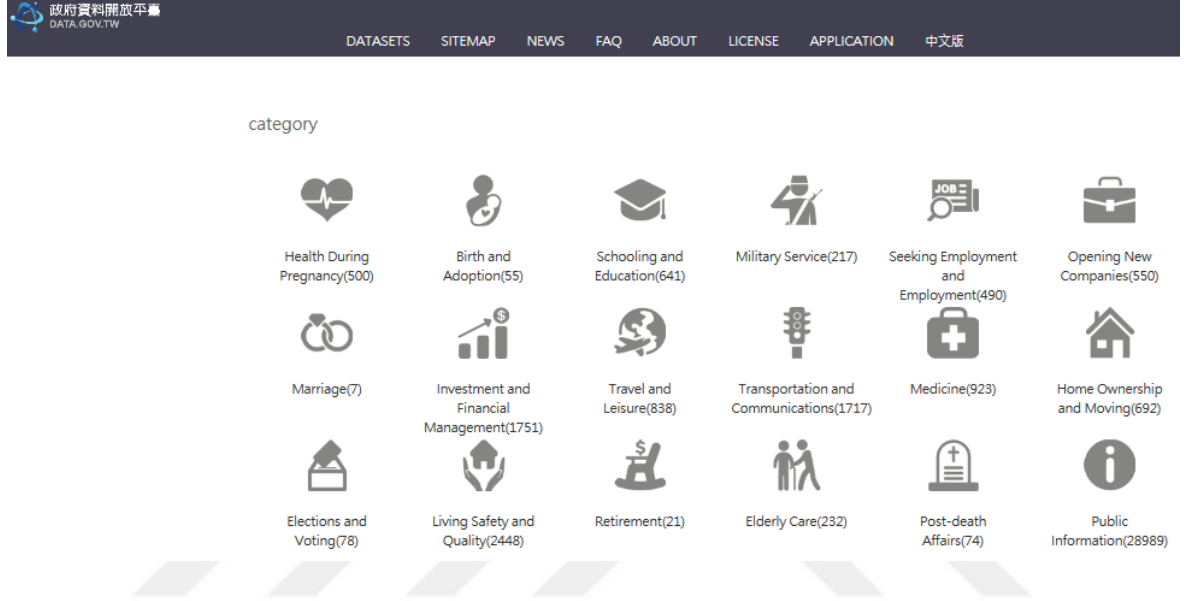 政府資料開放平臺
DATA.GOV.TW
DATASETS SITEMAP NEWS FAQ ABOUT LICENSE APPLICATION 中文版
category
JOB
Health During
Pregnancy(500)
Birth and
Adoption(55)
Schooling and
Education(641)
Military Service(217)
Seeking Employment
and
Employment(490)
Opening New
Companies(550)
$
Marriage(7)
Investment and
Financial
Management(1751)
Travel and
Leisure(838)
Transportation and
Communications(1717)
Medicine(923)
Home Ownership
and Moving(692)
$
Elections and
Voting(78)
Living Safety and
Quality(2448)
Retirement(21)
Elderly Care(232)
Post-death
Affairs(74)
Public
Information(28989)